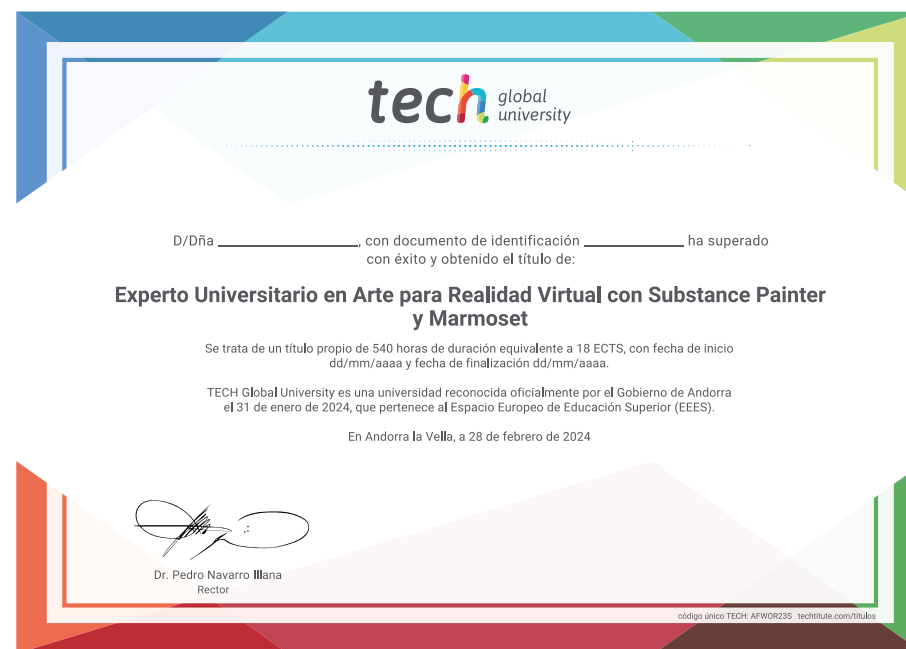 tech global university
D/Dña ______________, con documento de identificación __________ ha superado
con éxito y obtenido el título de:
Experto Universitario en Arte para Realidad Virtual con Substance Painter
y Marmoset
Se trata de un título propio de 540 horas de duración equivalente a 18 ECTS, con fecha de inicio
dd/mm/aaaa y fecha de finalización dd/mm/aaaa.
TECH Global University es una universidad reconocida oficialmente por el Gobierno de Andorra
el 31 de enero de 2024, que pertenece al Espacio Europeo de Educación Superior (EEES).
En Andorra la Vella, a 28 de febrero de 2024
Dr. Pedro Navarro Illana
Rector
código único TECH: AFWOR23S techtitute.com/titulos